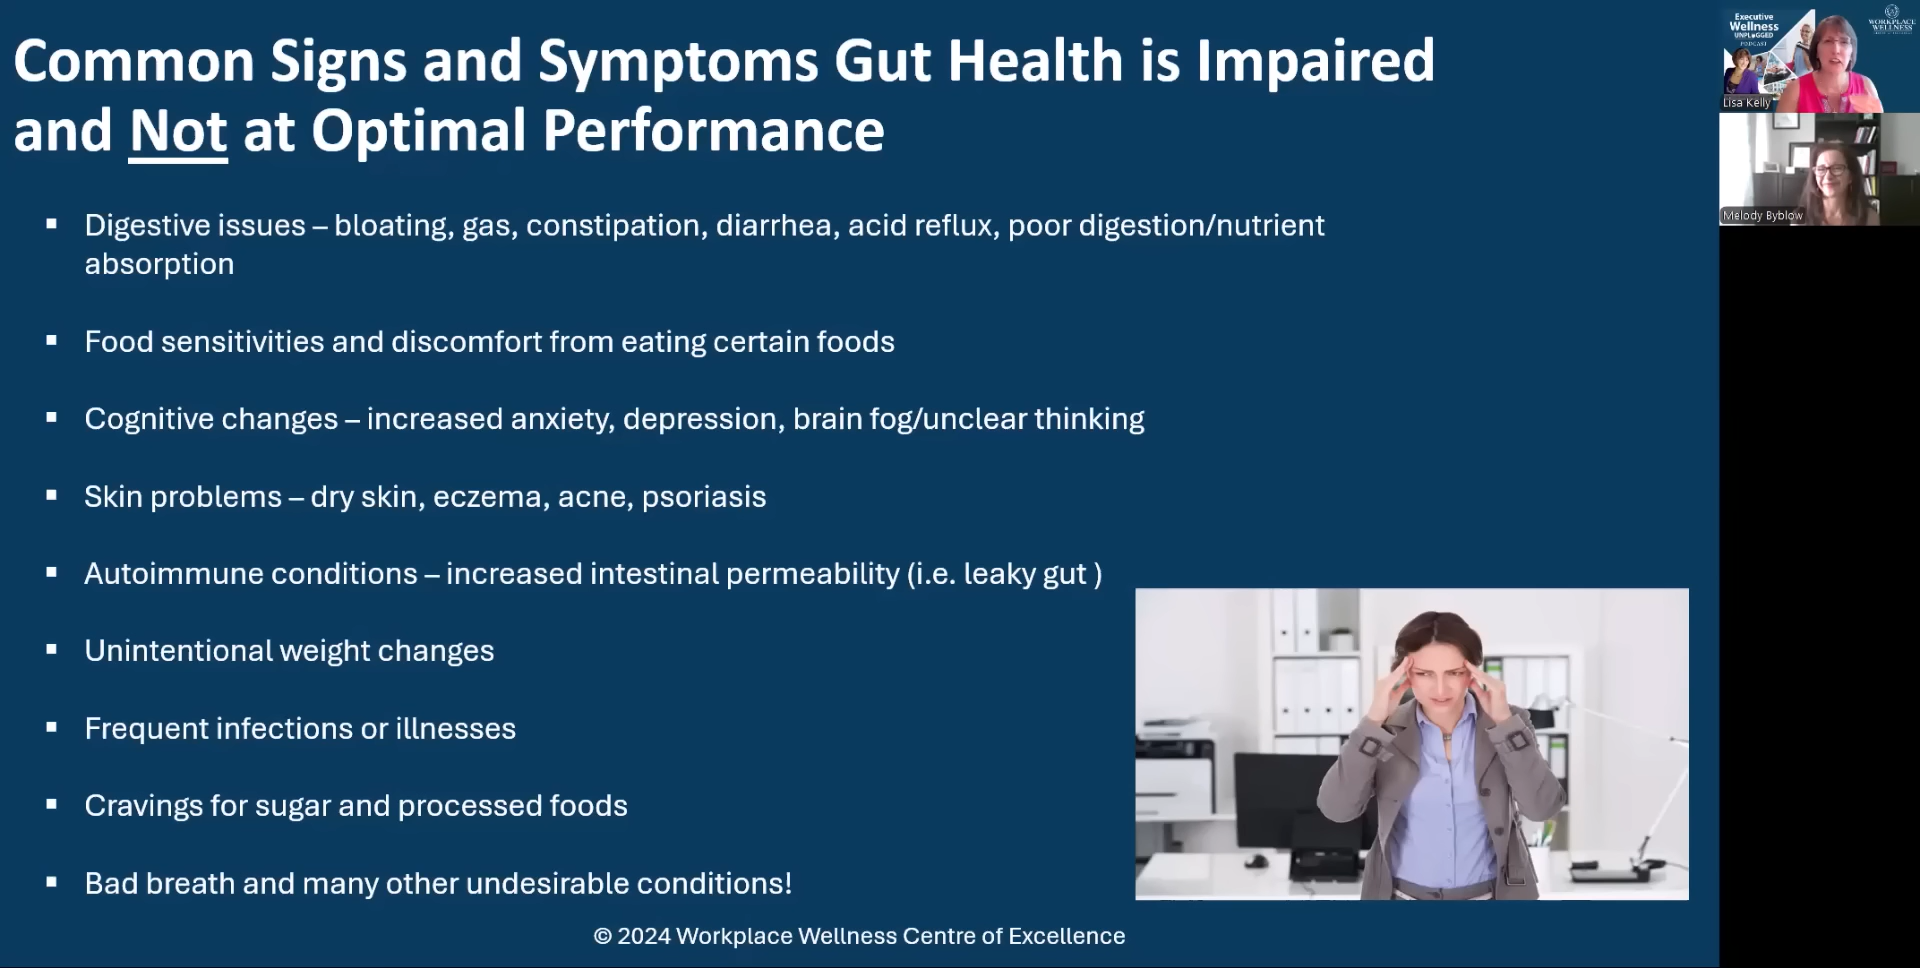 Common Signs and Symptoms Gut Health is Impaired
and Not at Optimal Performance
▪ Digestive issues – bloating, gas, constipation, diarrhea, acid reflux, poor digestion/nutrient
absorption
▪ Food sensitivities and discomfort from eating certain foods
▪ Cognitive changes – increased anxiety, depression, brain fog/unclear thinking
▪ Skin problems – dry skin, eczema, acne, psoriasis
▪ Autoimmune conditions – increased intestinal permeability (i.e. leaky gut )
▪ Unintentional weight changes
▪ Frequent infections or illnesses
▪ Cravings for sugar and processed foods
▪ Bad breath and many other undesirable conditions!
© 2024 Workplace Wellness Centre of Excellence
Executive
Wellness
UNPLUGGED
PODCAST
WORKPLACE
WELLNESS
Lisa Kelly
Melody Byblow